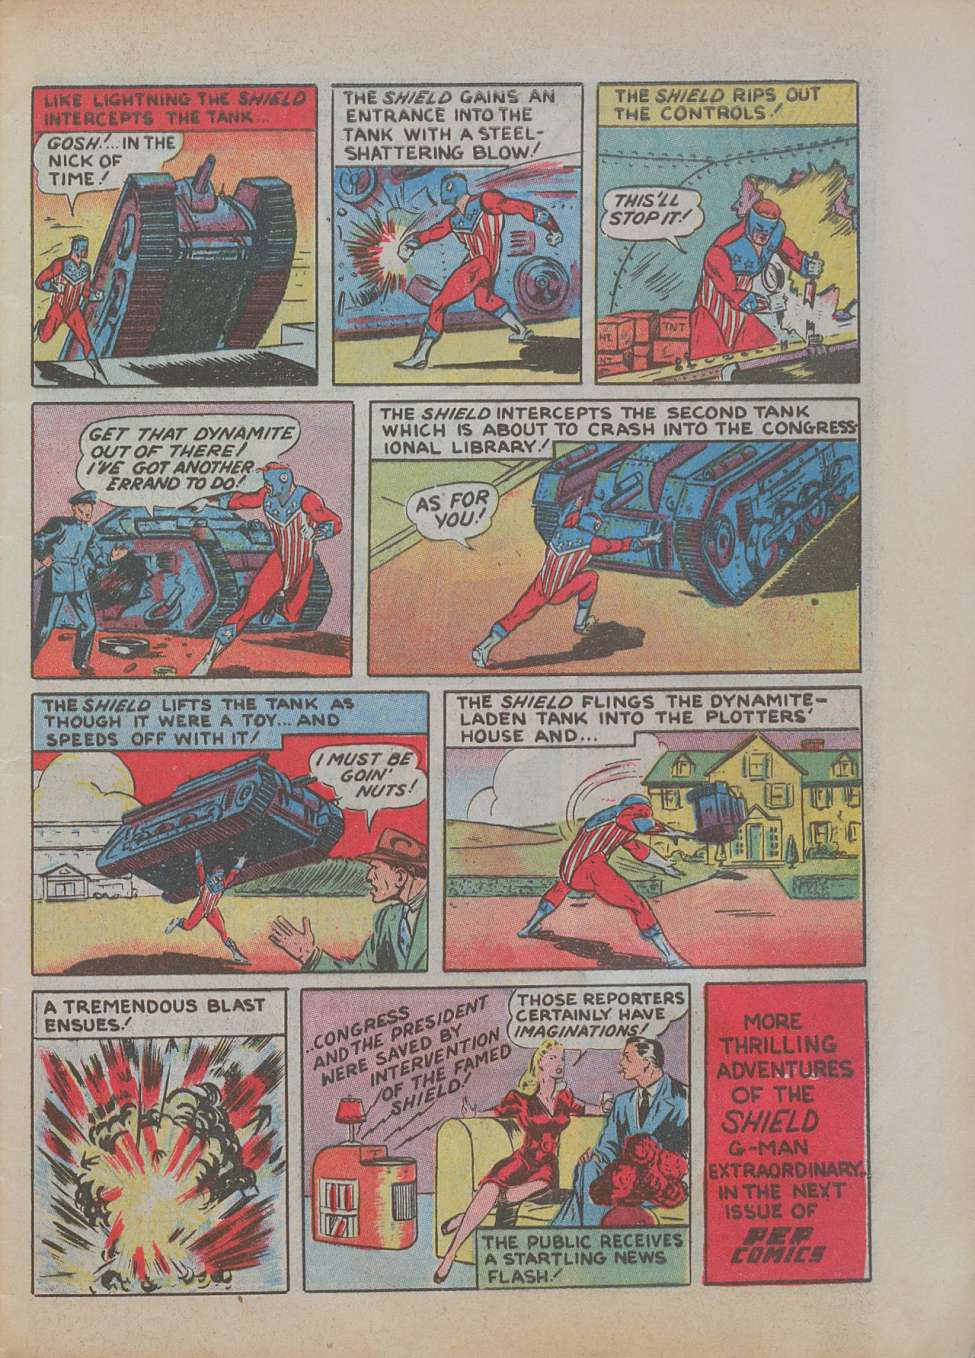 LIKE LIGHTNING THE SHIELD
INTERCEPTS THE TANK...
GOSH!... IN THE
NICK OF
TIME!
THE SHIELD GAINS AN
ENTRANCE INTO THE
TANK WITH A STEEL-
SHATTERING BLOW!
THE SHIELD RIPS OUT
THE CONTROLS!
THIS'LL
STOP IT!
TNT
NT.
NT
GET THAT DYNAMITE
OUT OF THERE!
I'VE GOT ANOTHER
ERRAND TO DO!
THE SHIELD INTERCEPTS THE SECOND TANK
WHICH IS ABOUT TO CRASH INTO THE CONGRESS-
IONAL LIBRARY!
AS FOR
YOU!
THE SHIELD LIFTS THE TANK AS
THOUGH IT WERE A TOY... AND
SPEEDS OFF WITH IT!
I MUST BE
GOIN'
NUTS!
THE SHIELD FLINGS THE DYNAMITE-
LADEN TANK INTO THE PLOTTERS'
HOUSE AND...
A TREMENDOUS BLAST
ENSUES!
..CONGRESS
AND THE PRESIDENT
WERE SAVED BY
INTERVENTION
OF THE FAMED
SHIELD!
THOSE REPORTERS
CERTAINLY HAVE
IMAGINATIONS!
THE PUBLIC RECEIVES
A STARTLING NEWS
FLASH!
MORE
THRILLING
ADVENTURES
OF THE
SHIELD
G-MAN
EXTRAORDINARY..
IN THE NEXT
ISSUE OF
PEP
COMICS